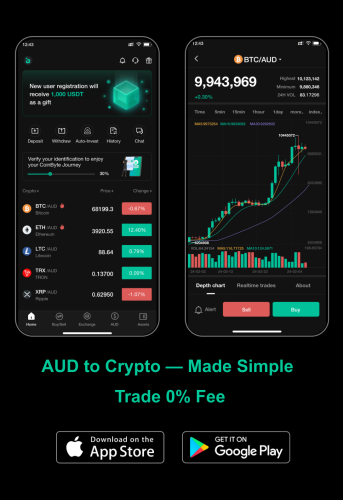 12:43
New user registration will
receive 1,000 USDT
as a gift
Deposit Withdraw Auto-Invest History Chat
Verify your identification to enjoy
your CoinByte Journey
30%
Crypto Price Change
BTC/AUD 68199.3 -0.87%
Bitcoin
ETH/AUD 3920.55 12.40%
Ethereum
LTC/AUD 88.64 0.78%
Litecoin
TRX/AUD 0.13700 0.08%
TRON
XRP/AUD 0.62950 -1.07%
Ripple
Home Buy/Sell Exchange AUD Assets
12:43
BTC/AUD
9,943,969
+0.30%
Highest 10,123,142
Minimum 9,880,346
24H VOL 83.17206
Time 5min 15min 1hour 1day more. Index.
10445072
Depth chart Realtime trades About
Alert Sell Buy
AUD to Crypto — Made Simple
Trade 0% Fee
Download on the
App Store
GET IT ON
Google Play